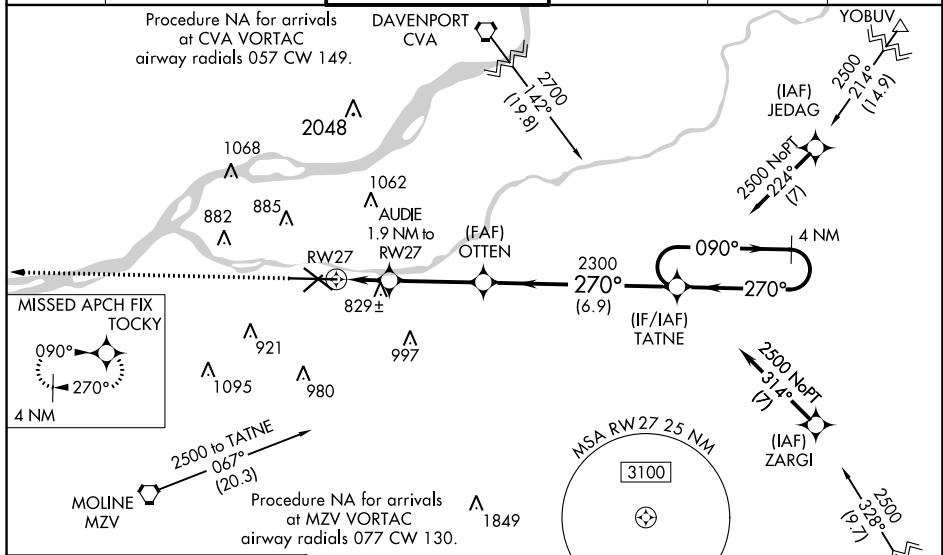 Procedure NA for arrivals
at CVA VORTAC
airway radials 057 CW 149.
DAVENPORT
CVA
2700
142°
(19.8)
YOBUV
2500
214°
(14.9)
(IAF)
JEDAG
2500 NoPT
224°
(7)
2048
1068
1062
882
885
AUDIE
1.9 NM to
RW27
(FAF)
OTTEN
RW27
829±
2300
270°
(6.9)
090°
4 NM
270°
(IF/IAF)
TATNE
MISSED APCH FIX
TOCKY
090°
270°
4 NM
921
997
1095
980
2500 NoPT
314°
(7)
(IAF)
ZARGI
2500 to TATNE
067°
(20.3)
MOLINE
MZV
Procedure NA for arrivals
at MZV VORTAC
airway radials 077 CW 130.
1849
MSA RW27 25 NM
3100
2500
328°
(9.7)